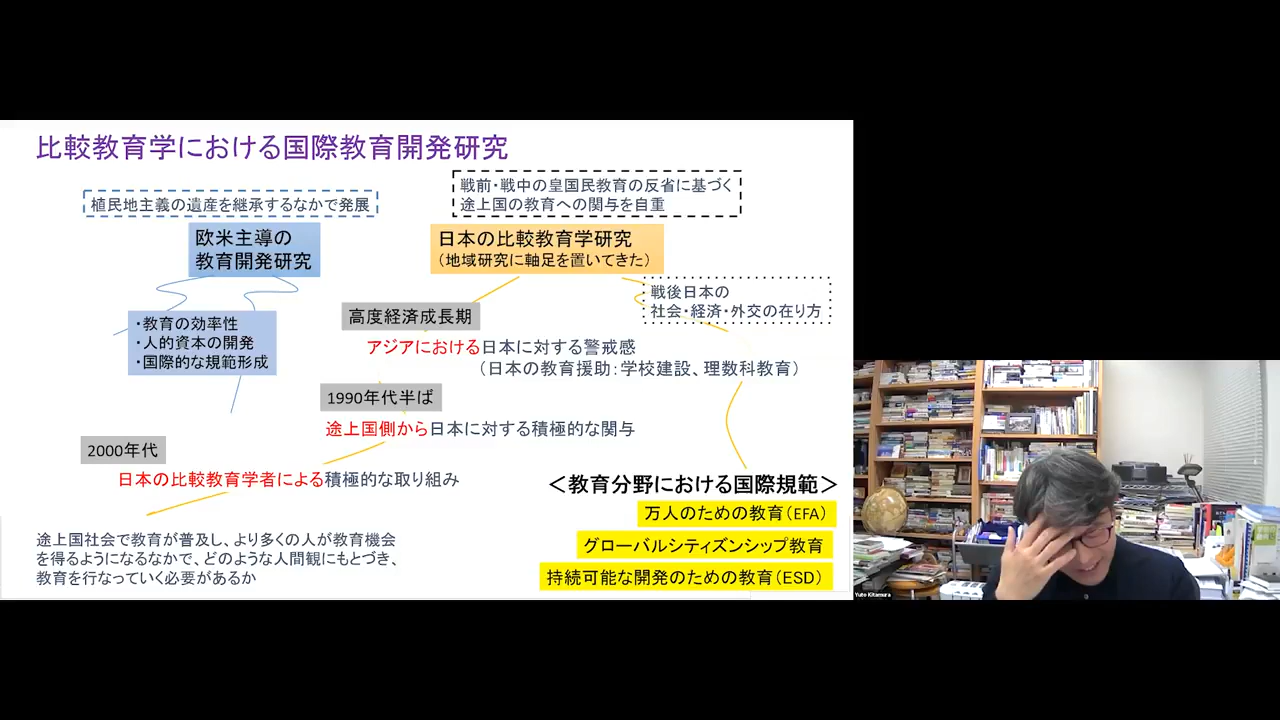 比較教育学における国際教育開発研究
植民地主義の遺産を継承するなかで発展
戦前・戦中の皇国民教育の反省に基づく
途上国の教育への関与を自重
欧米主導の
教育開発研究
日本の比較教育学研究
（地域研究に軸足を置いてきた）
戦後日本の
社会・経済・外交の在り方
・教育の効率性
・人的資本の開発
・国際的な規範形成
高度経済成長期
アジアにおける日本に対する警戒感
（日本の教育援助：学校建設、理数科教育）
1990年代半ば
途上国側から日本に対する積極的な関与
2000年代
日本の比較教育学者による積極的な取り組み
途上国社会で教育が普及し、より多くの人が教育機会
を得るようになるなかで、どのような人間観にもとづき、
教育を行なっていく必要があるか
＜教育分野における国際規範＞
万人のための教育（EFA）
グローバルシティズンシップ教育
持続可能な開発のための教育（ESD）
Yuto Kitamura